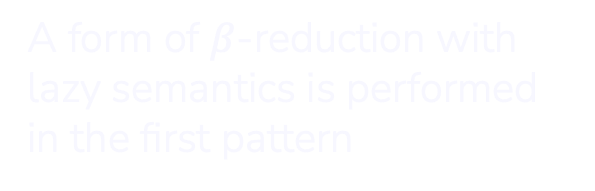 A form of β-reduction with
lazy semantics is performed
in the first pattern